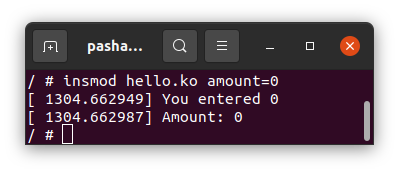 pasha...
/ # insmod hello.ko amount=0
[ 1304.662949] You entered 0
[ 1304.662987] Amount: 0
/ #